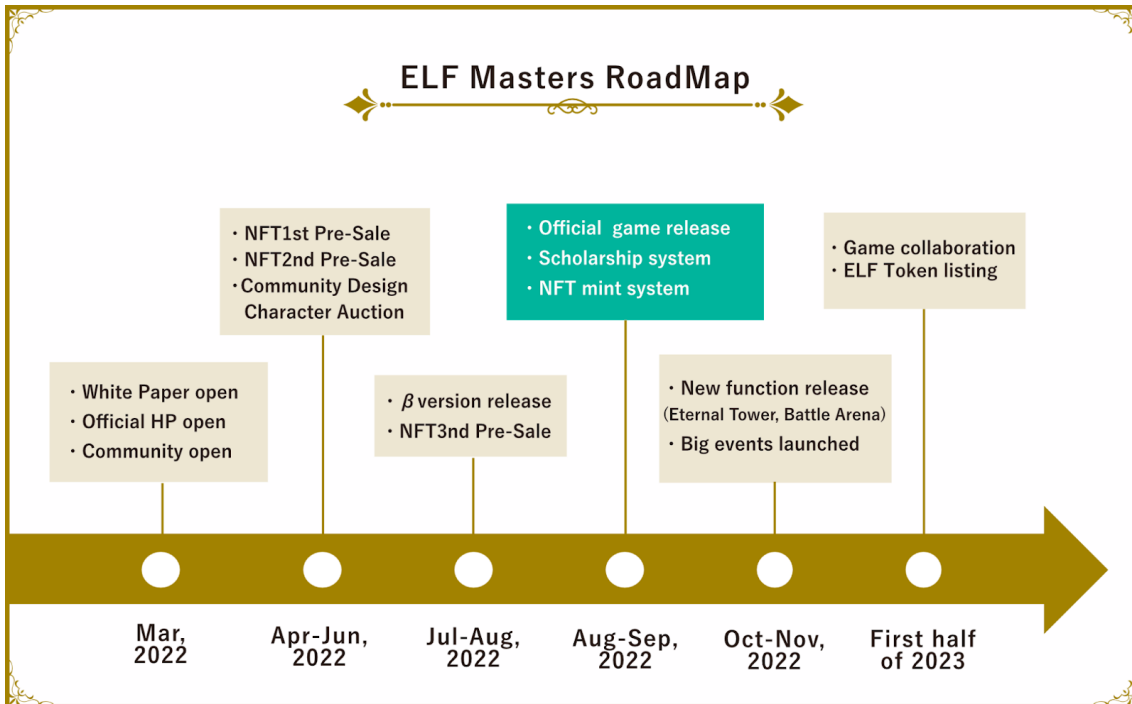 ELF Masters RoadMap
・White Paper open
・Official HP open
・Community open
・NFT1st Pre-Sale
・NFT2nd Pre-Sale
・Community Design
Character Auction
・βversion release
・NFT3nd Pre-Sale
・Official game release
・Scholarship system
・NFT mint system
・New function release
(Eternal Tower, Battle Arena)
・Big events launched
・Game collaboration
・ELF Token listing
Mar,
2022
Apr-Jun,
2022
Jul-Aug,
2022
Aug-Sep,
2022
Oct-Nov,
2022
First half
of 2023